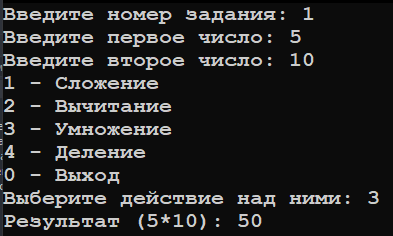 Введите номер задания: 1
Введите первое число: 5
Введите второе число: 10
1 - Сложение
2 - Вычитание
3 - Умножение
4 - Деление
0 - Выход
Выберите действие над ними: 3
Результат (5*10): 50